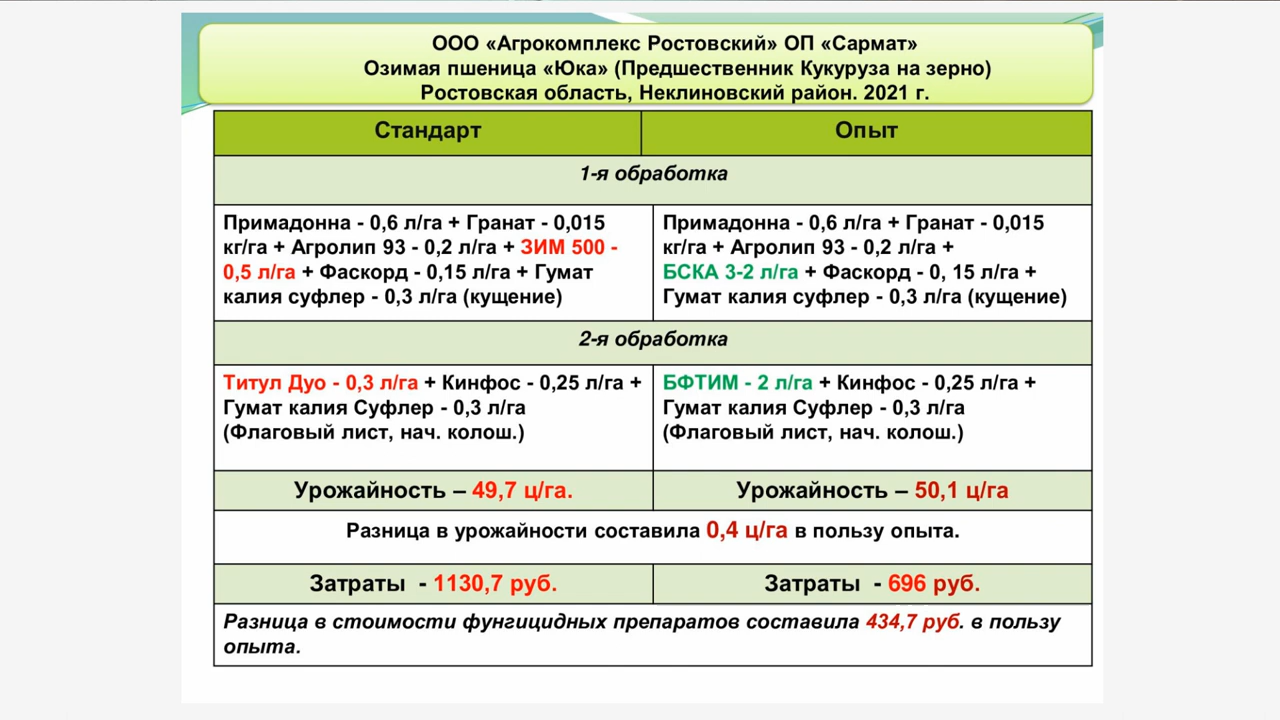 ООО «Агрокомплекс Ростовский» ОП «Сармат»
Озимая пшеница «Юка» (Предшественник Кукуруза на зерно)
Ростовская область, Неклиновский район. 2021 г.
Стандарт
Опыт
1-я обработка
Примадонна - 0,6 л/га + Гранат - 0,015
кг/га + Агролип 93 - 0,2 л/га + ЗИМ 500 -
0,5 л/га + Фаскорд - 0,15 л/га + Гумат
калия суфлер - 0,3 л/га (кущение)
Примадонна - 0,6 л/га + Гранат - 0,015
кг/га + Агролип 93 - 0,2 л/га +
БСКА 3-2 л/га + Фаскорд - 0, 15 л/га +
Гумат калия суфлер - 0,3 л/га (кущение)
2-я обработка
Титул Дуо - 0,3 л/га + Кинфос - 0,25 л/га +
Гумат калия Суфлер - 0,3 л/га
(Флаговый лист, нач. колош.)
БФТИМ - 2 л/га + Кинфос - 0,25 л/га +
Гумат калия Суфлер - 0,3 л/га
(Флаговый лист, нач. колош.)
Урожайность – 49,7 ц/га.
Урожайность – 50,1 ц/га
Разница в урожайности составила 0,4 ц/га в пользу опыта.
Затраты - 1130,7 руб.
Затраты - 696 руб.
Разница в стоимости фунгицидных препаратов составила 434,7 руб. в пользу
опыта.